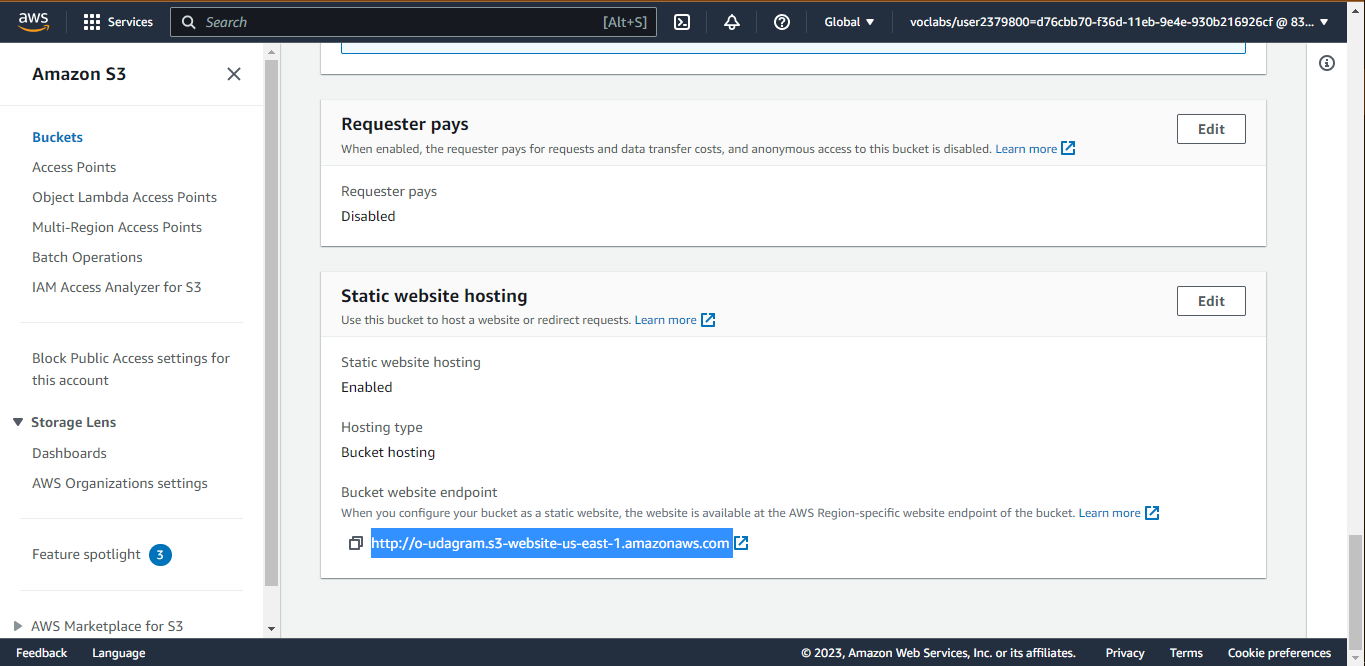 aws
Services
Search
[Alt+S]
Global
voclabs/user2379800=d76cbb70-f36d-11eb-9e4e-930b216926cf @ 83...
Amazon S3
Buckets
Access Points
Object Lambda Access Points
Multi-Region Access Points
Batch Operations
IAM Access Analyzer for S3
Block Public Access settings for
this account
Storage Lens
Dashboards
AWS Organizations settings
Feature spotlight 3
AWS Marketplace for S3
Requester pays
Edit
When enabled, the requester pays for requests and data transfer costs, and anonymous access to this bucket is disabled. Learn more
Requester pays
Disabled
Static website hosting
Edit
Use this bucket to host a website or redirect requests. Learn more
Static website hosting
Enabled
Hosting type
Bucket hosting
Bucket website endpoint
When you configure your bucket as a static website, the website is available at the AWS Region-specific website endpoint of the bucket. Learn more
http://o-udagram.s3-website-us-east-1.amazonaws.com
Feedback
Language
© 2023, Amazon Web Services, Inc. or its affiliates.
Privacy
Terms
Cookie preferences